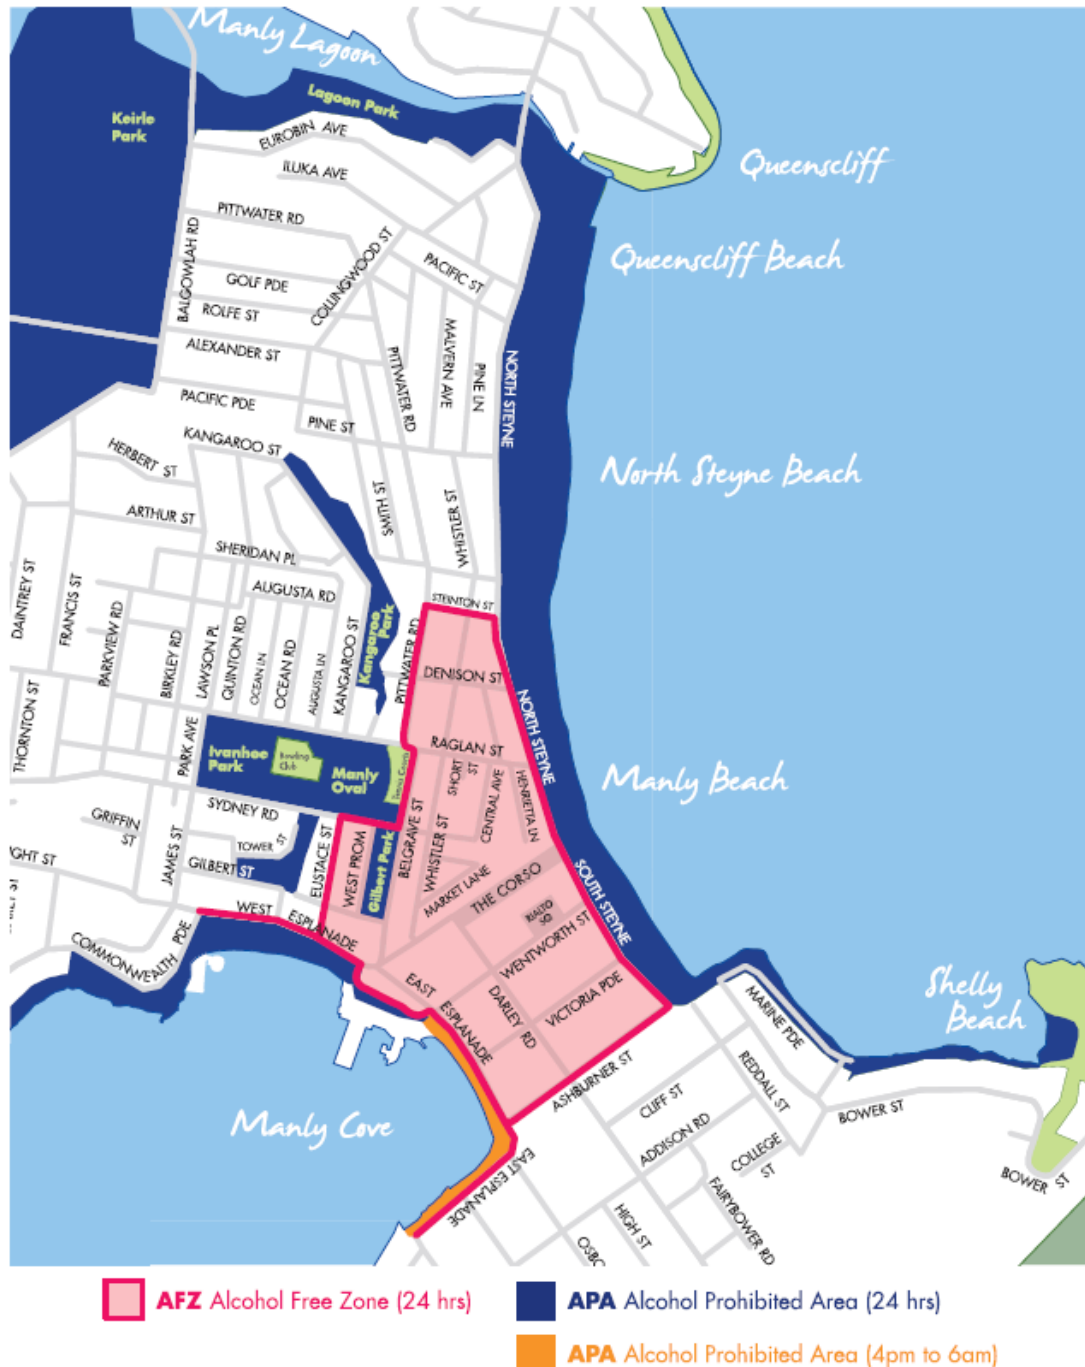 Manly Lagoon
Lagoon Park
Keirle
Park
EUROBIN AVE
ILUKA AVE
Queenscliff
PITTWATER RD
BALGOWLAH RD
COLLINGWOOD ST
PACIFIC ST
Queenscliff Beach
GOLF PDE
ROLFE ST
ALEXANDER ST
PITTWATER RD
MALVERN AVE
PINE LN
NORTH STEYNE
PACIFIC PDE
PINE ST
KANGAROO ST
HERBERT ST
North Steyne Beach
SMITH ST
WHISTLER ST
ARTHUR ST
SHERIDAN PL
AUGUSTA RD
STEINTON ST
DAINTREY ST
FRANCIS ST
PARKVIEW RD
BIRKLEY RD
LAWSON PL
QUINTON RD
OCEAN LN
OCEAN RD
AUGUSTA LN
KANGAROO ST
Kangaroo
Park
PITTWATER RD
DENISON ST
NORTH STEYNE
THORNTON ST
PARK AVE
Ivanhoe
Park
Bowling
Club
Manly
Oval
Tennis Courts
RAGLAN ST
SHORT
ST
CENTRAL AVE
HENRIETTA LN
Manly Beach
SYDNEY RD
GRIFFIN
ST
TOWER ST
JAMES ST
GILBERT ST
EUSTACE ST
WEST PROM
Gilbert Park
BELGRAVE ST
WHISTLER ST
MARKET LANE
THE CORSO
RIALTO
SQ
SOUTH STEYNE
GHT ST
WEST ESPLANADE
WENTWORTH ST
COMMONWEALTH PDE
EAST ESPLANADE
DARLEY RD
VICTORIA PDE
Shelly
Beach
MARINE PDE
ASHBURNER ST
REDDALL ST
CLIFF ST
BOWER ST
Manly Cove
ADDISON RD
COLLEGE
ST
EAST ESPLANADE
FAIRYBOWER RD
BOWER ST
HIGH ST
OSBO
AFZ Alcohol Free Zone (24 hrs)
APA Alcohol Prohibited Area (24 hrs)
APA Alcohol Prohibited Area (4pm to 6am)